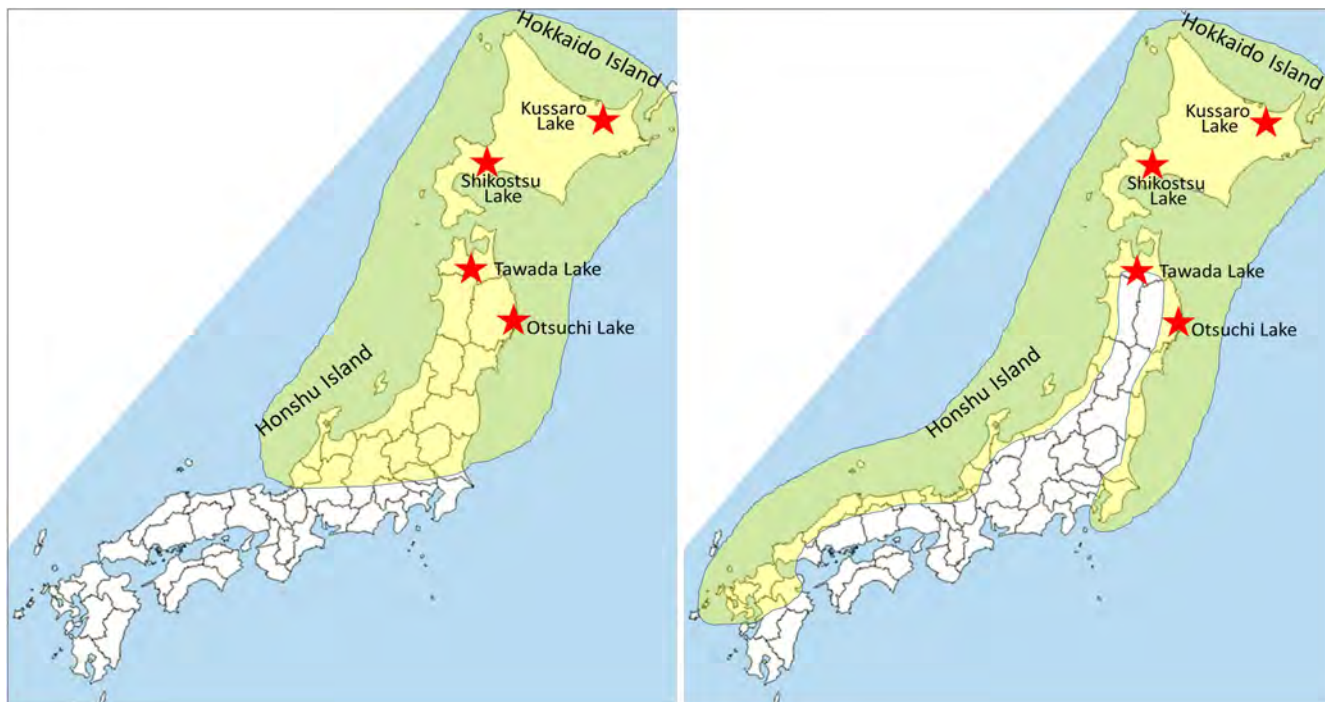 Hokkaido Island
Kussaro
Lake
Shikostsu
Lake
Tawada Lake
Otsuchi Lake
Honshu Island
Hokkaido Island
Kussaro
Lake
Shikostsu
Lake
Tawada Lake
Otsuchi Lake
Honshu Island